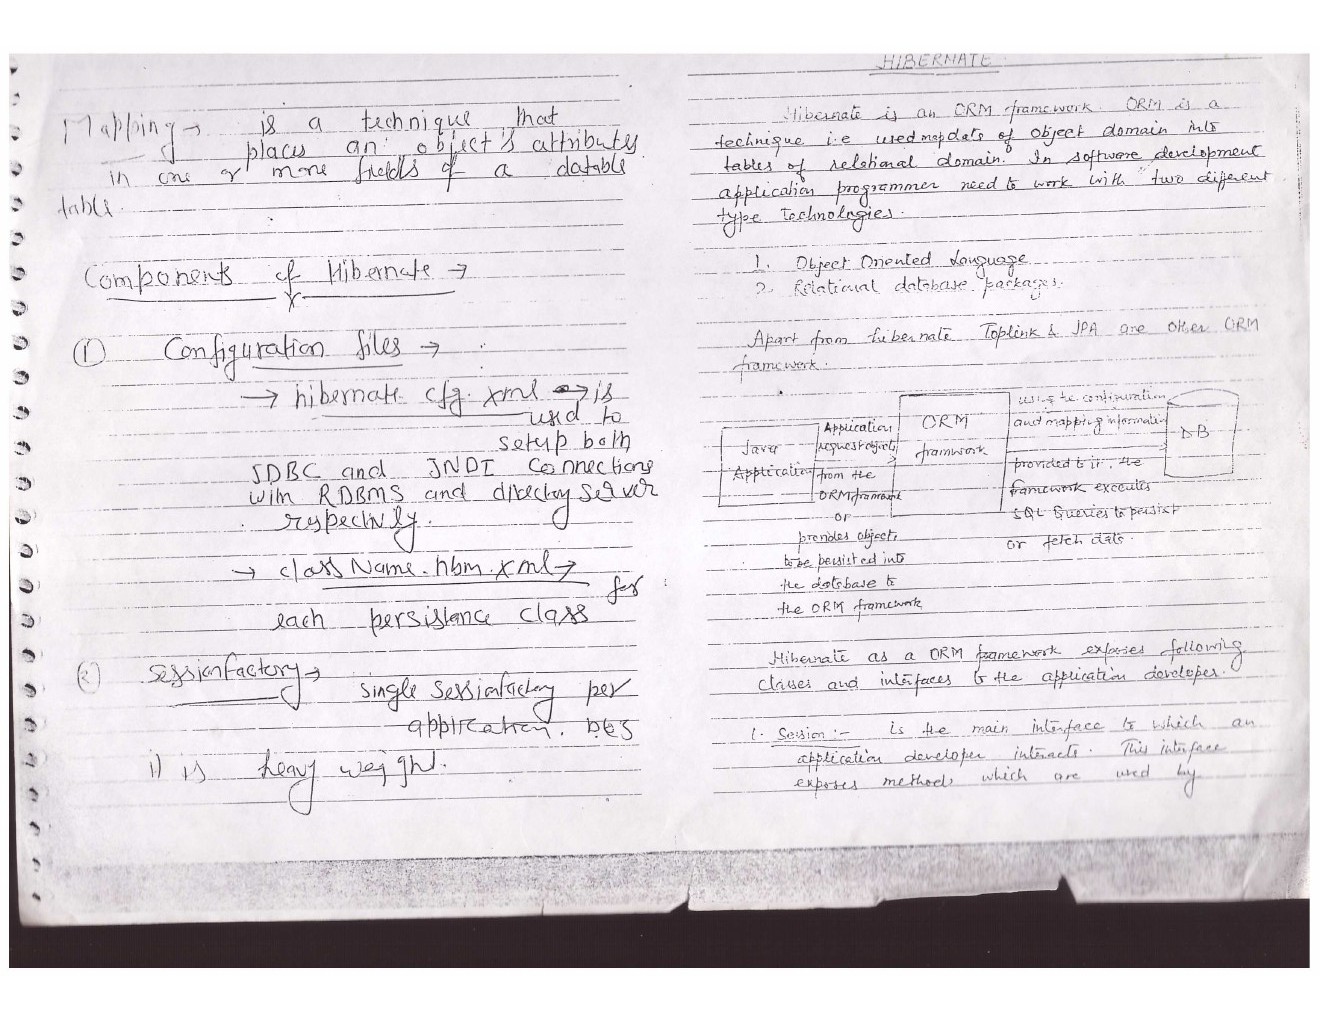 Mapping → is a technique that
places an object's attributes
in one or more fields of a datable
table.
Components of Hibernate →
① Configuration files →
→ hibernate cfg. xml → is
used to
setup both
JDBC and JNDI connections
with RDBMS and directory server
respectively.
→ class Name. hbm. xml →
for
each persistance class
② sessionfactory →
single sessionfactory per
application.
it is heavy weight.
HIBERNATE
Hibernate is an ORM framework. ORM is a
technique i.e used map data of object domain into
tables of relational domain. In software development
application programmer need to work with two different
type technologies.
1. Object Oriented Language
2. Relational database packages.
Apart from hibernate Toplink & JPA are other ORM
framework.
Java
Application
Application
request objects
from the
ORM framework
or
provides objects
to be persisted into
the database to
the ORM framework
ORM
framwork
using the confinuration
and mapping information
provided to it, the
framework executes
SQL Queries to persist
or fetch data.
DB
Hibernate as a ORM framework exposes following
classes and interfaces to the application developer.
1. Session :- is the main interface to which an
application developer interacts. This interface
exposes methods which are used by